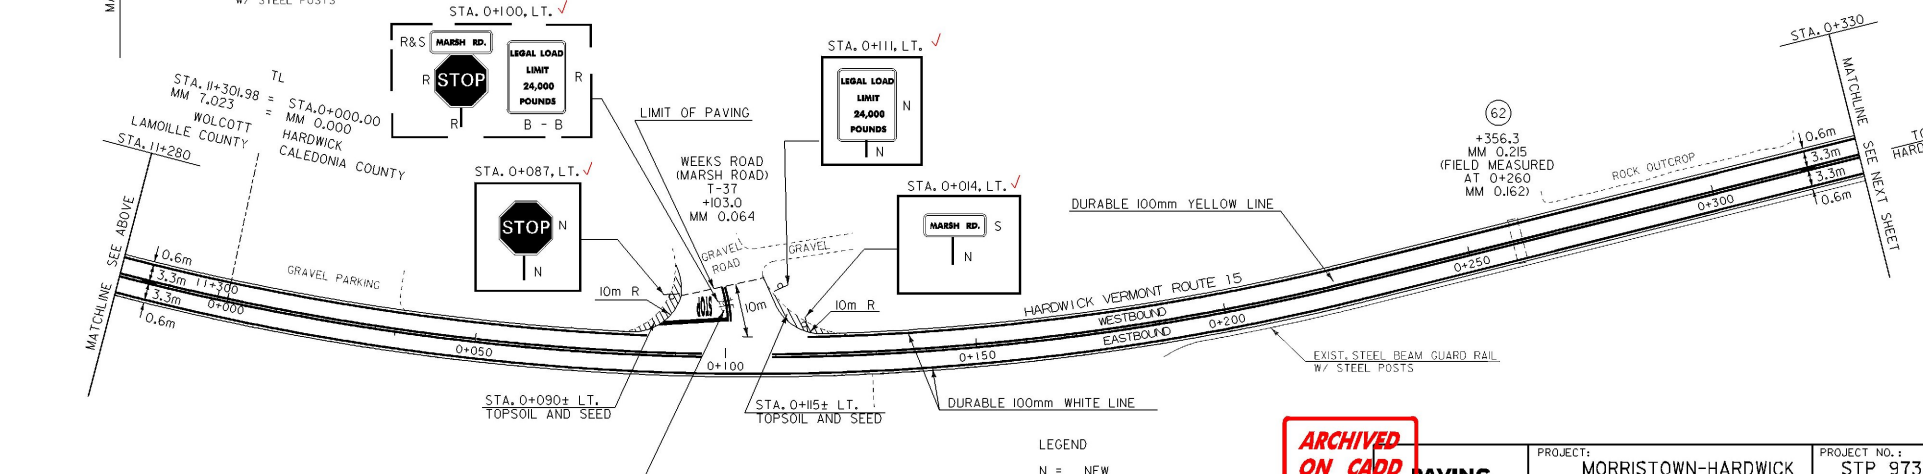 W/ STEEL POSTS
STA. 0+100, LT.
R&S
MARSH RD.
R
STOP
R
LEGAL LOAD
LIMIT
24,000
POUNDS
R
B - B
STA. 0+111, LT.
LEGAL LOAD
LIMIT
24,000
POUNDS
N
N
STA. 0+330
MATCHLINE SEE NEXT SHEET
TL
STA. 11+301.98 = STA. 0+000.00
MM 7.023 = MM 0.000
WOLCOTT HARDWICK
LAMOILLE COUNTY CALEDONIA COUNTY
STA. 11+280
MATCHLINE SEE ABOVE
LIMIT OF PAVING
STA. 0+087, LT.
STOP
N
N
WEEKS ROAD
(MARSH ROAD)
T-37
+103.0
MM 0.064
STA. 0+014, LT.
MARSH RD.
S
N
62
+356.3
MM 0.215
(FIELD MEASURED
AT 0+260
MM 0.162)
ROCK OUTCROP
0.6m
3.3m
3.3m
0.6m
DURABLE 100mm YELLOW LINE
GRAVEL
ROAD
GRAVEL
0.6m
3.3m
3.3m
0.6m
11+300
0+000
GRAVEL PARKING
10m R
STOP
10m
10m R
HARDWICK VERMONT ROUTE 15
WESTBOUND
EASTBOUND
0+050
0+100
0+150
0+200
0+250
0+300
EXIST. STEEL BEAM GUARD RAIL
W/ STEEL POSTS
STA. 0+090± LT.
TOPSOIL AND SEED
STA. 0+115± LT.
TOPSOIL AND SEED
DURABLE 100mm WHITE LINE
LEGEND
N = NEW
ARCHIVED
ON CADD
PAVING
PROJECT:
MORRISTOWN-HARDWICK
PROJECT NO.:
STP 973